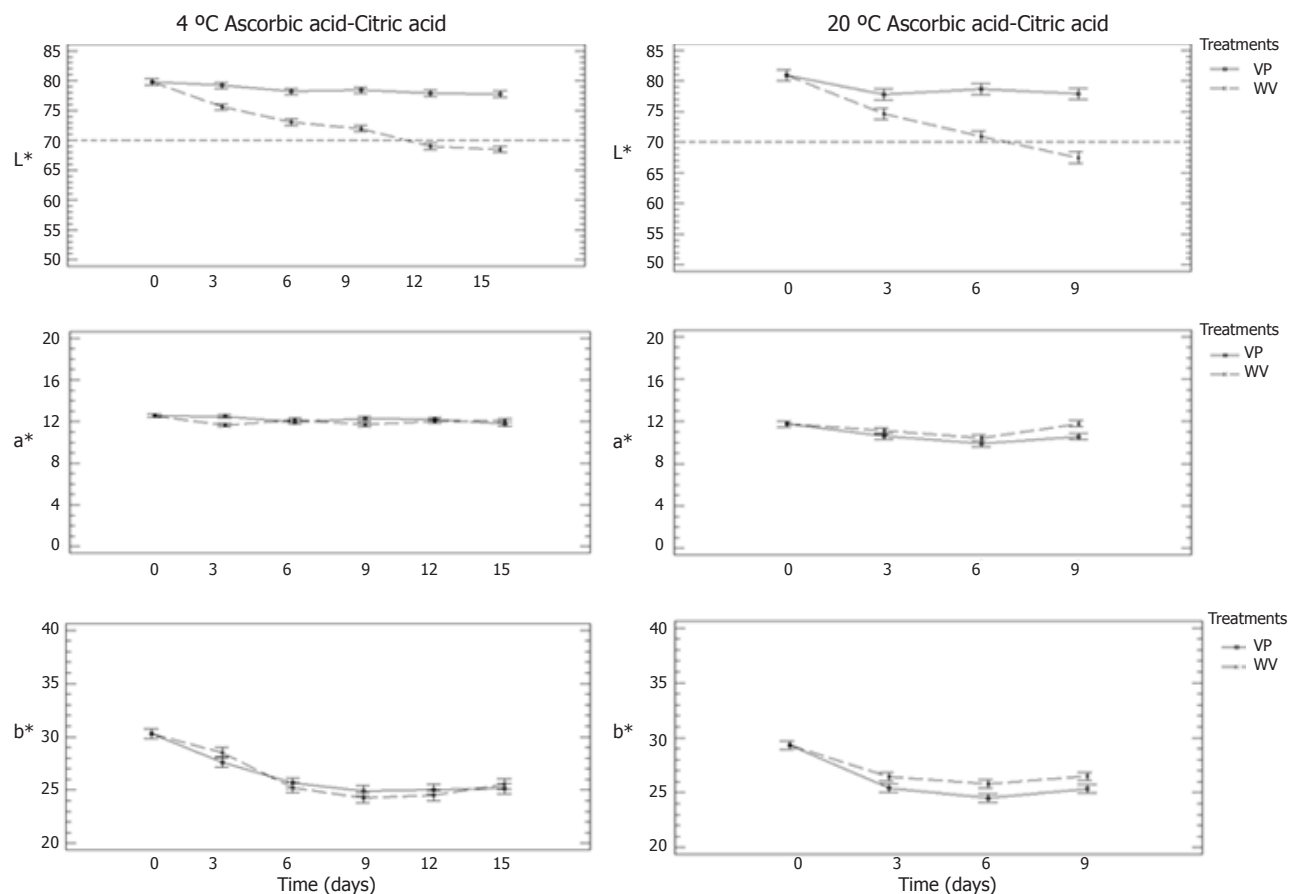 4 ºC Ascorbic acid-Citric acid
85
80
75
70
65
60
55
50
L*
0 3 6 9 12 15
20 ºC Ascorbic acid-Citric acid
85
80
75
70
65
60
55
50
L*
0 3 6 9
Treatments
VP
WV
20
16
12
8
4
0
a*
0 3 6 9 12 15
20
16
12
8
4
0
a*
0 3 6 9
Treatments
VP
WV
40
35
30
25
20
b*
0 3 6 9 12 15
Time (days)
40
35
30
25
20
b*
0 3 6 9
Time (days)
Treatments
VP
WV